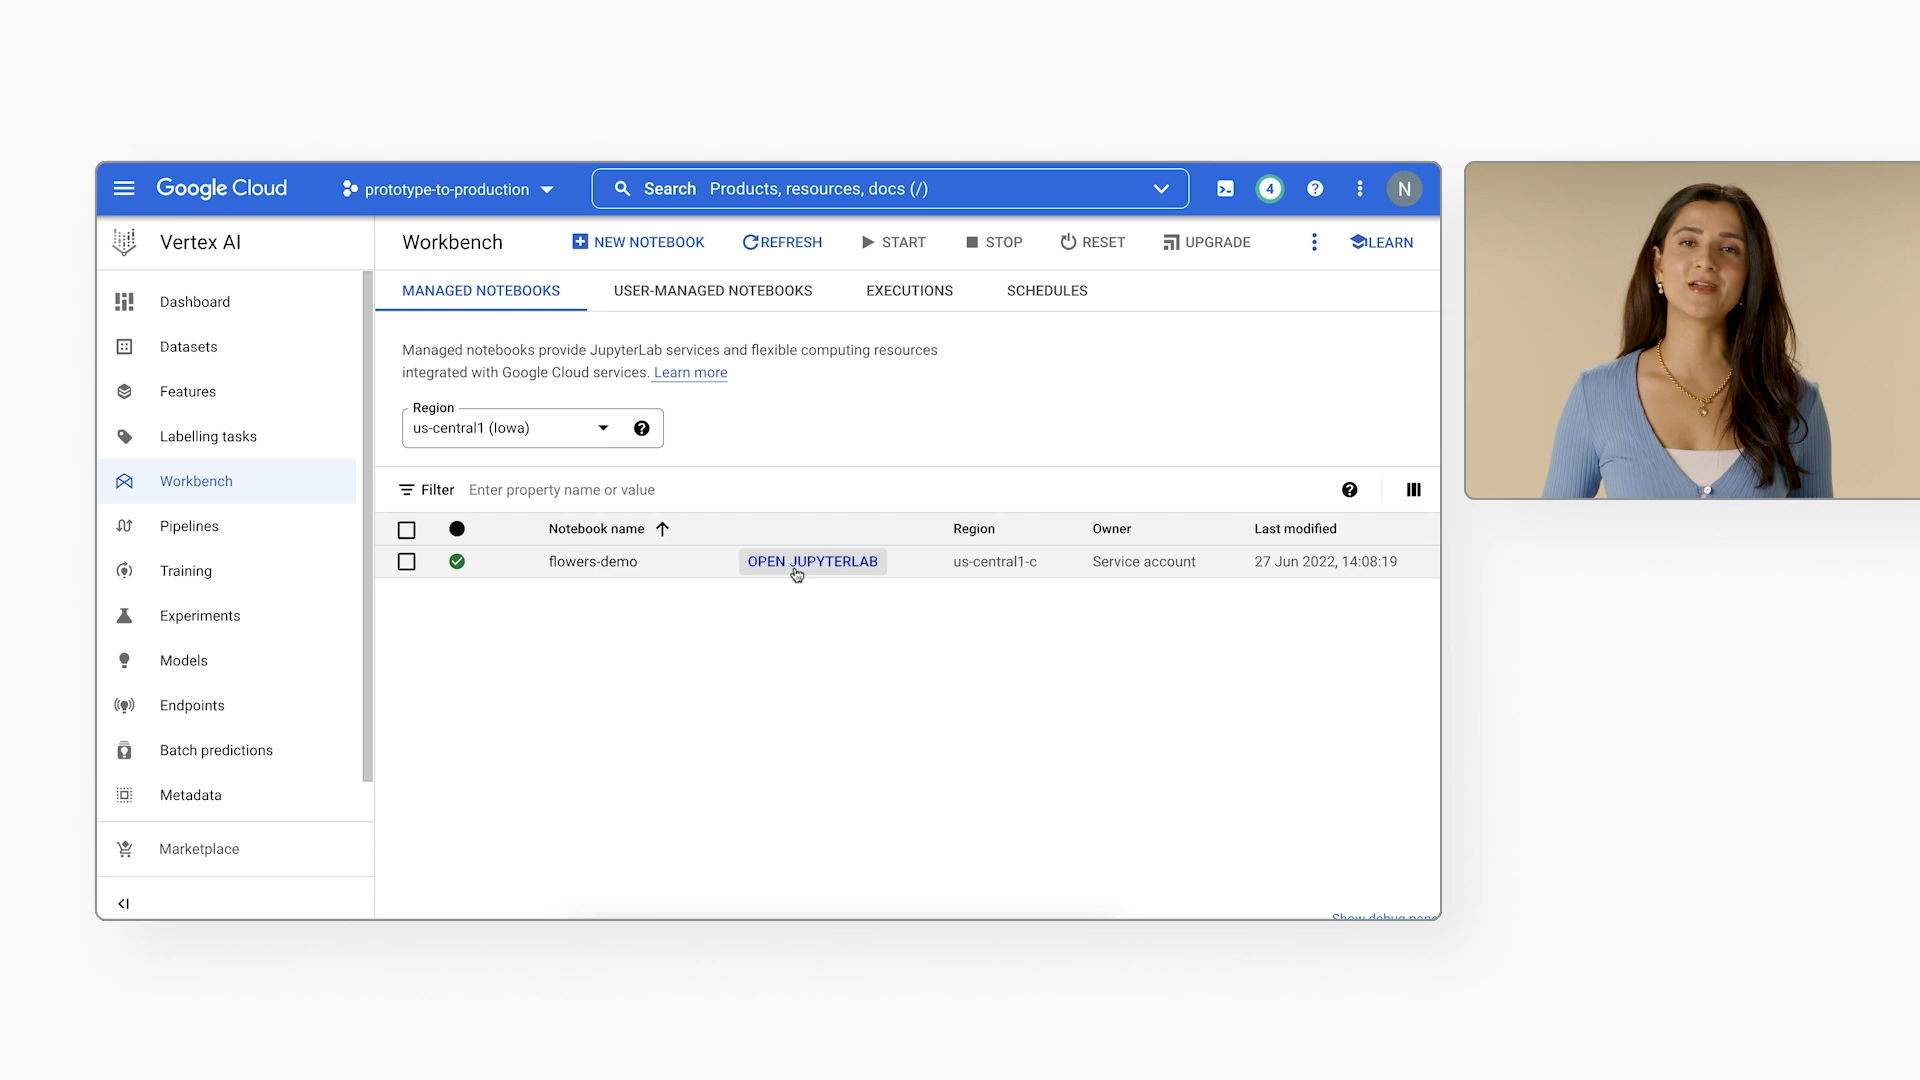 Google Cloud
prototype-to-production
Search Products, resources, docs (/)
4
N
Vertex AI
Workbench
NEW NOTEBOOK
REFRESH
START
STOP
RESET
UPGRADE
LEARN
Dashboard
Datasets
Features
Labelling tasks
Workbench
Pipelines
Training
Experiments
Models
Endpoints
Batch predictions
Metadata
Marketplace
MANAGED NOTEBOOKS
USER-MANAGED NOTEBOOKS
EXECUTIONS
SCHEDULES
Managed notebooks provide JupyterLab services and flexible computing resources
integrated with Google Cloud services. Learn more
Region
us-central1 (Iowa)
Filter Enter property name or value
Notebook name Region Owner Last modified
flowers-demo OPEN JUPYTERLAB us-central1-c Service account 27 Jun 2022, 14:08:19
Show debug pane